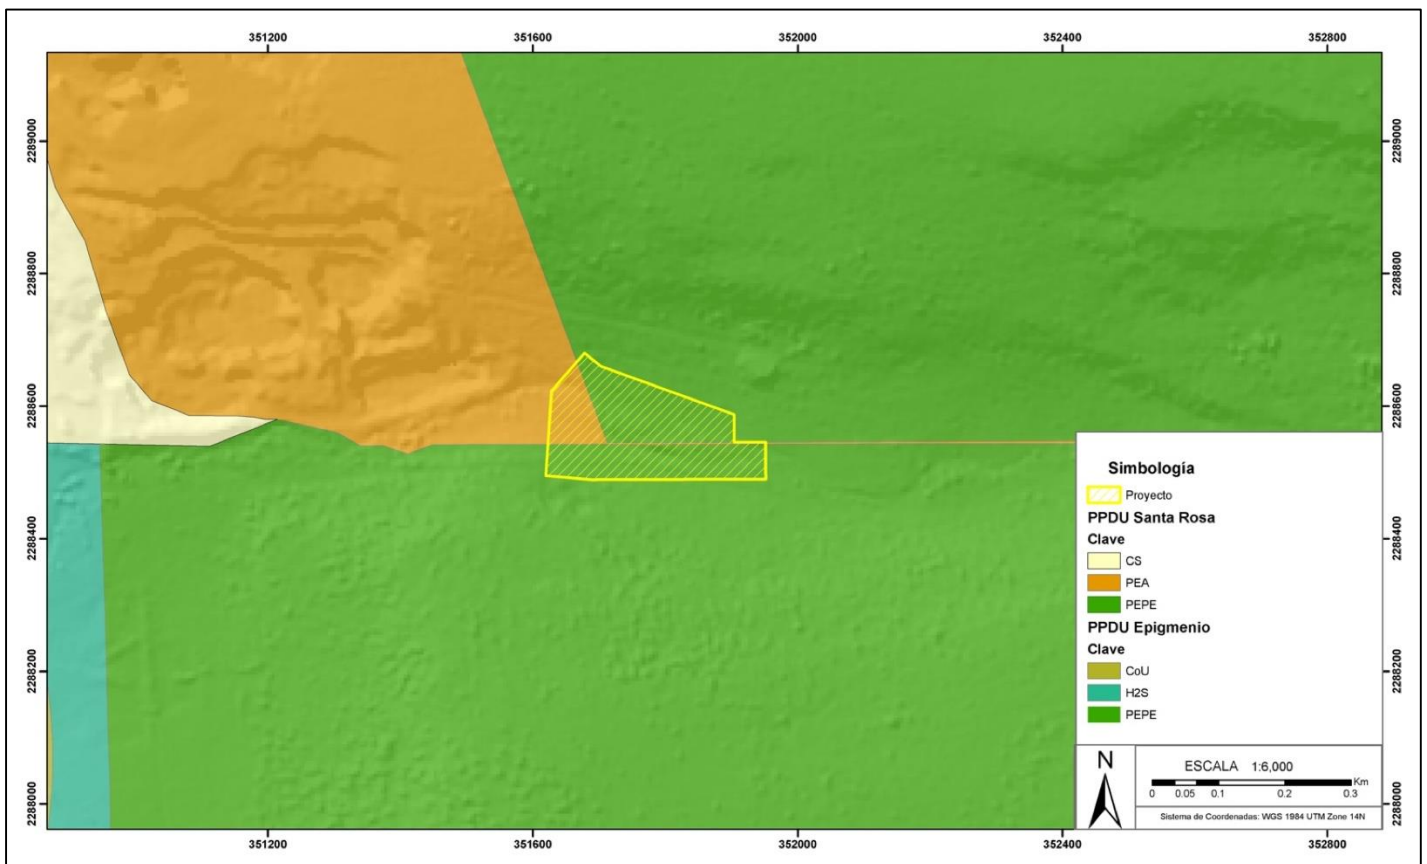 351200 351600 352000 352400 352800
2289000 2289000
2288800 2288800
2288600 2288600
Simbología
Proyecto
PPDU Santa Rosa
Clave
2288400 2288400
CS
PEA
PEPE
PPDU Epigmenio
Clave
2288200 2288200
CoU
H2S
PEPE
N
ESCALA 1:6,000
Km
0 0.05 0.1 0.2 0.3
2288000 2288000
Sistema de Coordenadas: WGS 1984 UTM Zone 14N
351200 351600 352000 352400 352800